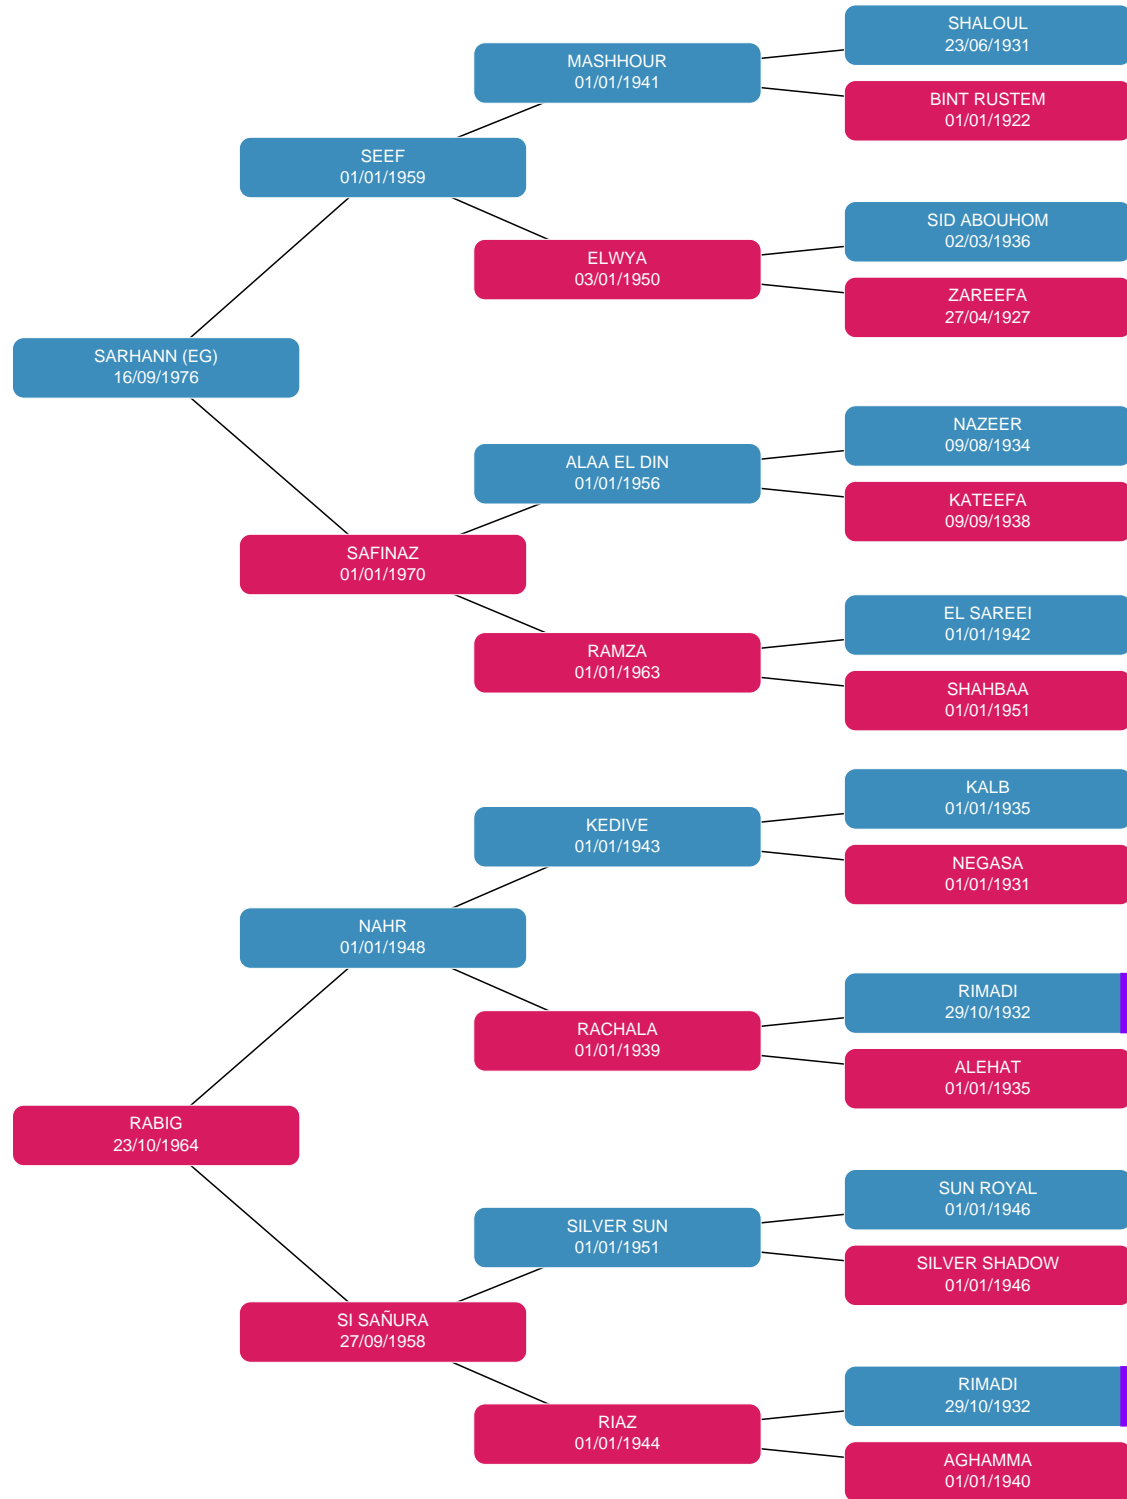 SHALOUL
23/06/1931
MASHHOUR
01/01/1941
BINT RUSTEM
01/01/1922
SEEF
01/01/1959
SID ABOUHOM
02/03/1936
ELWYA
03/01/1950
ZAREEFA
27/04/1927
SARHANN (EG)
16/09/1976
NAZEER
09/08/1934
ALAA EL DIN
01/01/1956
KATEEFA
09/09/1938
SAFINAZ
01/01/1970
EL SAREEI
01/01/1942
RAMZA
01/01/1963
SHAHBAA
01/01/1951
KALB
01/01/1935
KEDIVE
01/01/1943
NEGASA
01/01/1931
NAHR
01/01/1948
RIMADI
29/10/1932
RACHALA
01/01/1939
ALEHAT
01/01/1935
RABIG
23/10/1964
SUN ROYAL
01/01/1946
SILVER SUN
01/01/1951
SILVER SHADOW
01/01/1946
SI SAÑURA
27/09/1958
RIMADI
29/10/1932
RIAZ
01/01/1944
AGHAMMA
01/01/1940